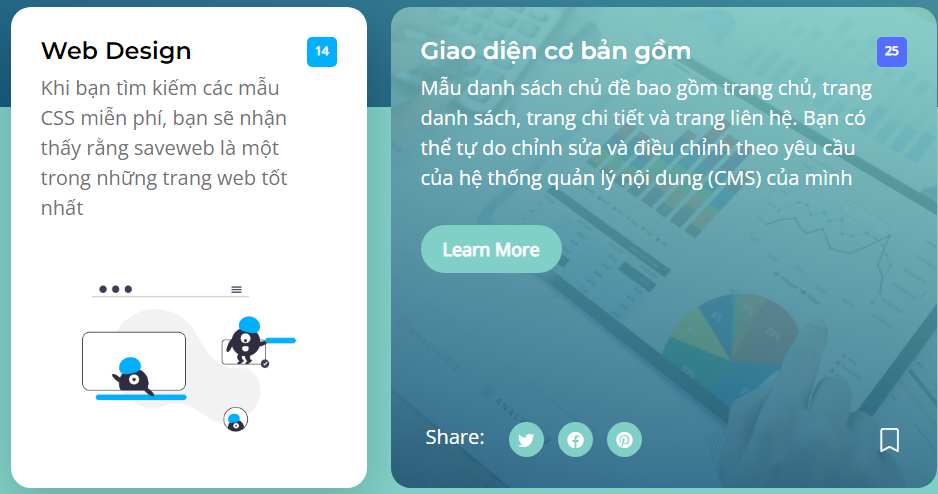 Web Design
14
Khi bạn tìm kiếm các mẫu
CSS miễn phí, bạn sẽ nhận
thấy rằng saveweb là một
trong những trang web tốt
nhất
Giao diện cơ bản gồm
25
Mẫu danh sách chủ đề bao gồm trang chủ, trang
danh sách, trang chi tiết và trang liên hệ. Bạn có
thể tự do chỉnh sửa và điều chỉnh theo yêu cầu
của hệ thống quản lý nội dung (CMS) của mình
Learn More
Share: